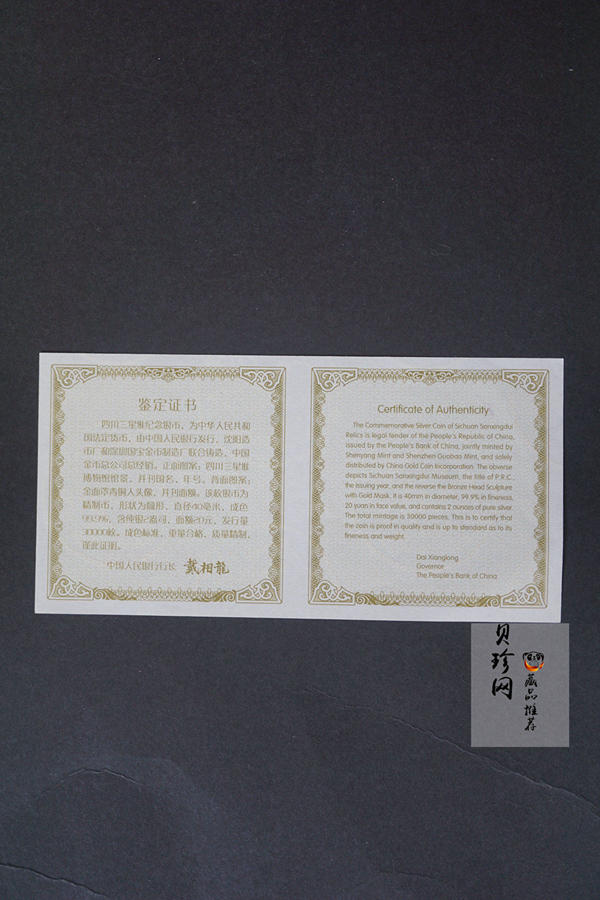 鉴定证书
四川三星堆纪念银币，为中华人民共和
国法定货币，由中国人民银行发行，沈阳造
币厂和深圳国宝金币制造厂联合铸造，中国
金币总公司总经销。正面图案：四川三星堆
博物馆馆景，并刊国名、年号，背面图案：
金面罩青铜人头像，并刊面额。该枚银币为
精制币，形状为圆形，直径40毫米，成色
99.9%，含纯银2盎司，面额20元，发行量
30000枚。成色标准，重量合格，质量精制，
谨此证明。
中国人民银行行长 戴相龍
Certificate of Authenticity
The Commemorative Silver Coin of Sichuan Sanxingdui
Relics is legal tender of the People's Republic of China,
issued by the People's Bank of China, jointly minted by
Shenyang Mint and Shenzhen Guobao Mint, and solely
distributed by China Gold Coin Incorporation. The obverse
depicts Sichuan Sanxingdui Museum, the title of P.R.C.,
the issuing year, and the reverse the Bronze Head Sculpture
with Gold Mask. It is 40mm in diameter, 99.9% in fineness,
20 yuan in face value, and contains 2 ounces of pure silver.
The total mintage is 30000 pieces. This is to certify that
the coin is proof in quality and is up to standard as to its
fineness and weight.
Dai Xianglong
Governor
The People's Bank of China
贝珍网
藏品推荐